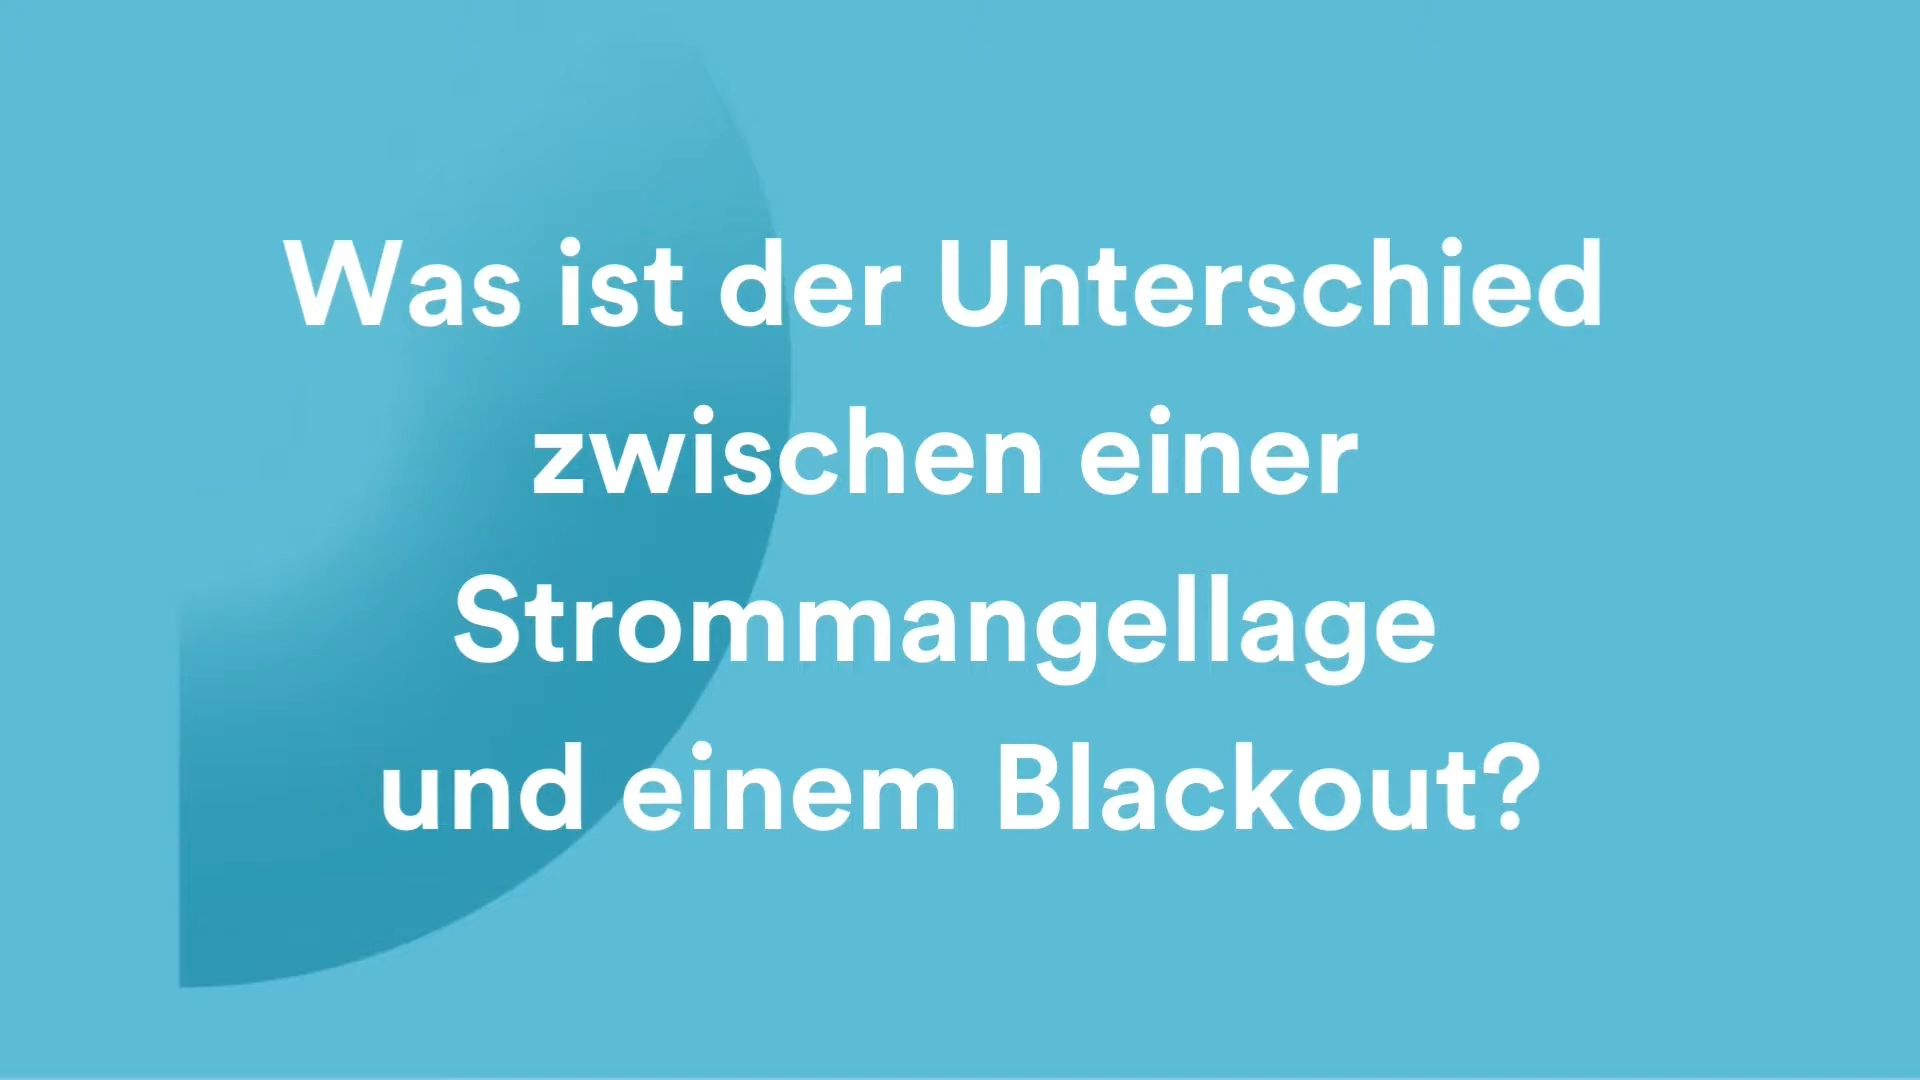 Was ist der Unterschied
zwischen einer
Strommangellage
und einem Blackout?